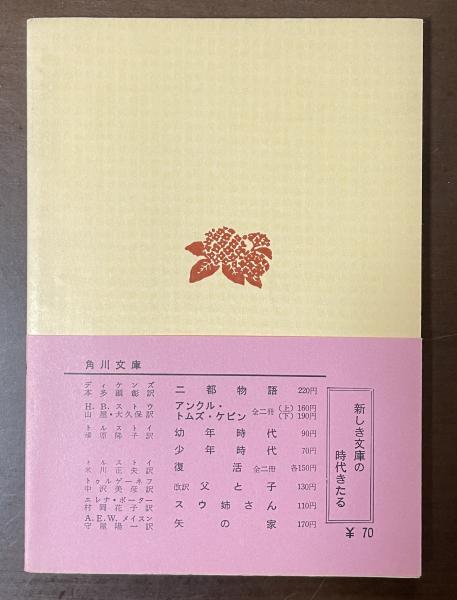 角川文庫
ディケンズ
本多顕彰訳 二都物語 220円
H.B.ストウ
山屋・大久保訳 アンクル・トムズ・ケビン 全二冊 (上)160円 (下)190円
トルストイ
藤原陽子訳 幼年時代 90円
少年時代 70円
トルストイ
米川正夫訳 復活 全二冊 各150円
トゥルゲーネフ
中沢美彦訳 改訳 父と子 130円
エレナ・ポーター
村岡花子訳 スウ姉さん 110円
A.E.W.メイスン
守屋陽一訳 矢の家 170円
新しき文庫の
時代きたる
¥ 70